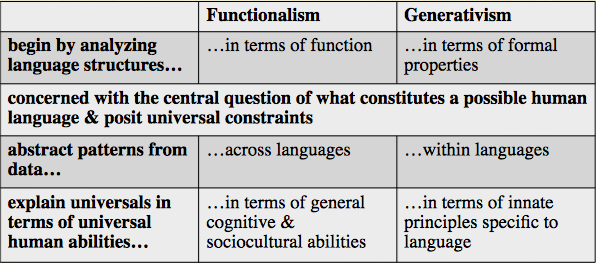 Functionalism Generativism
begin by analyzing …in terms of function …in terms of formal
language structures… properties
concerned with the central question of what constitutes a possible human
language & posit universal constraints
abstract patterns from …across languages …within languages
data…
explain universals in …in terms of general …in terms of innate
terms of universal cognitive & principles specific to
human abilities… sociocultural abilities language